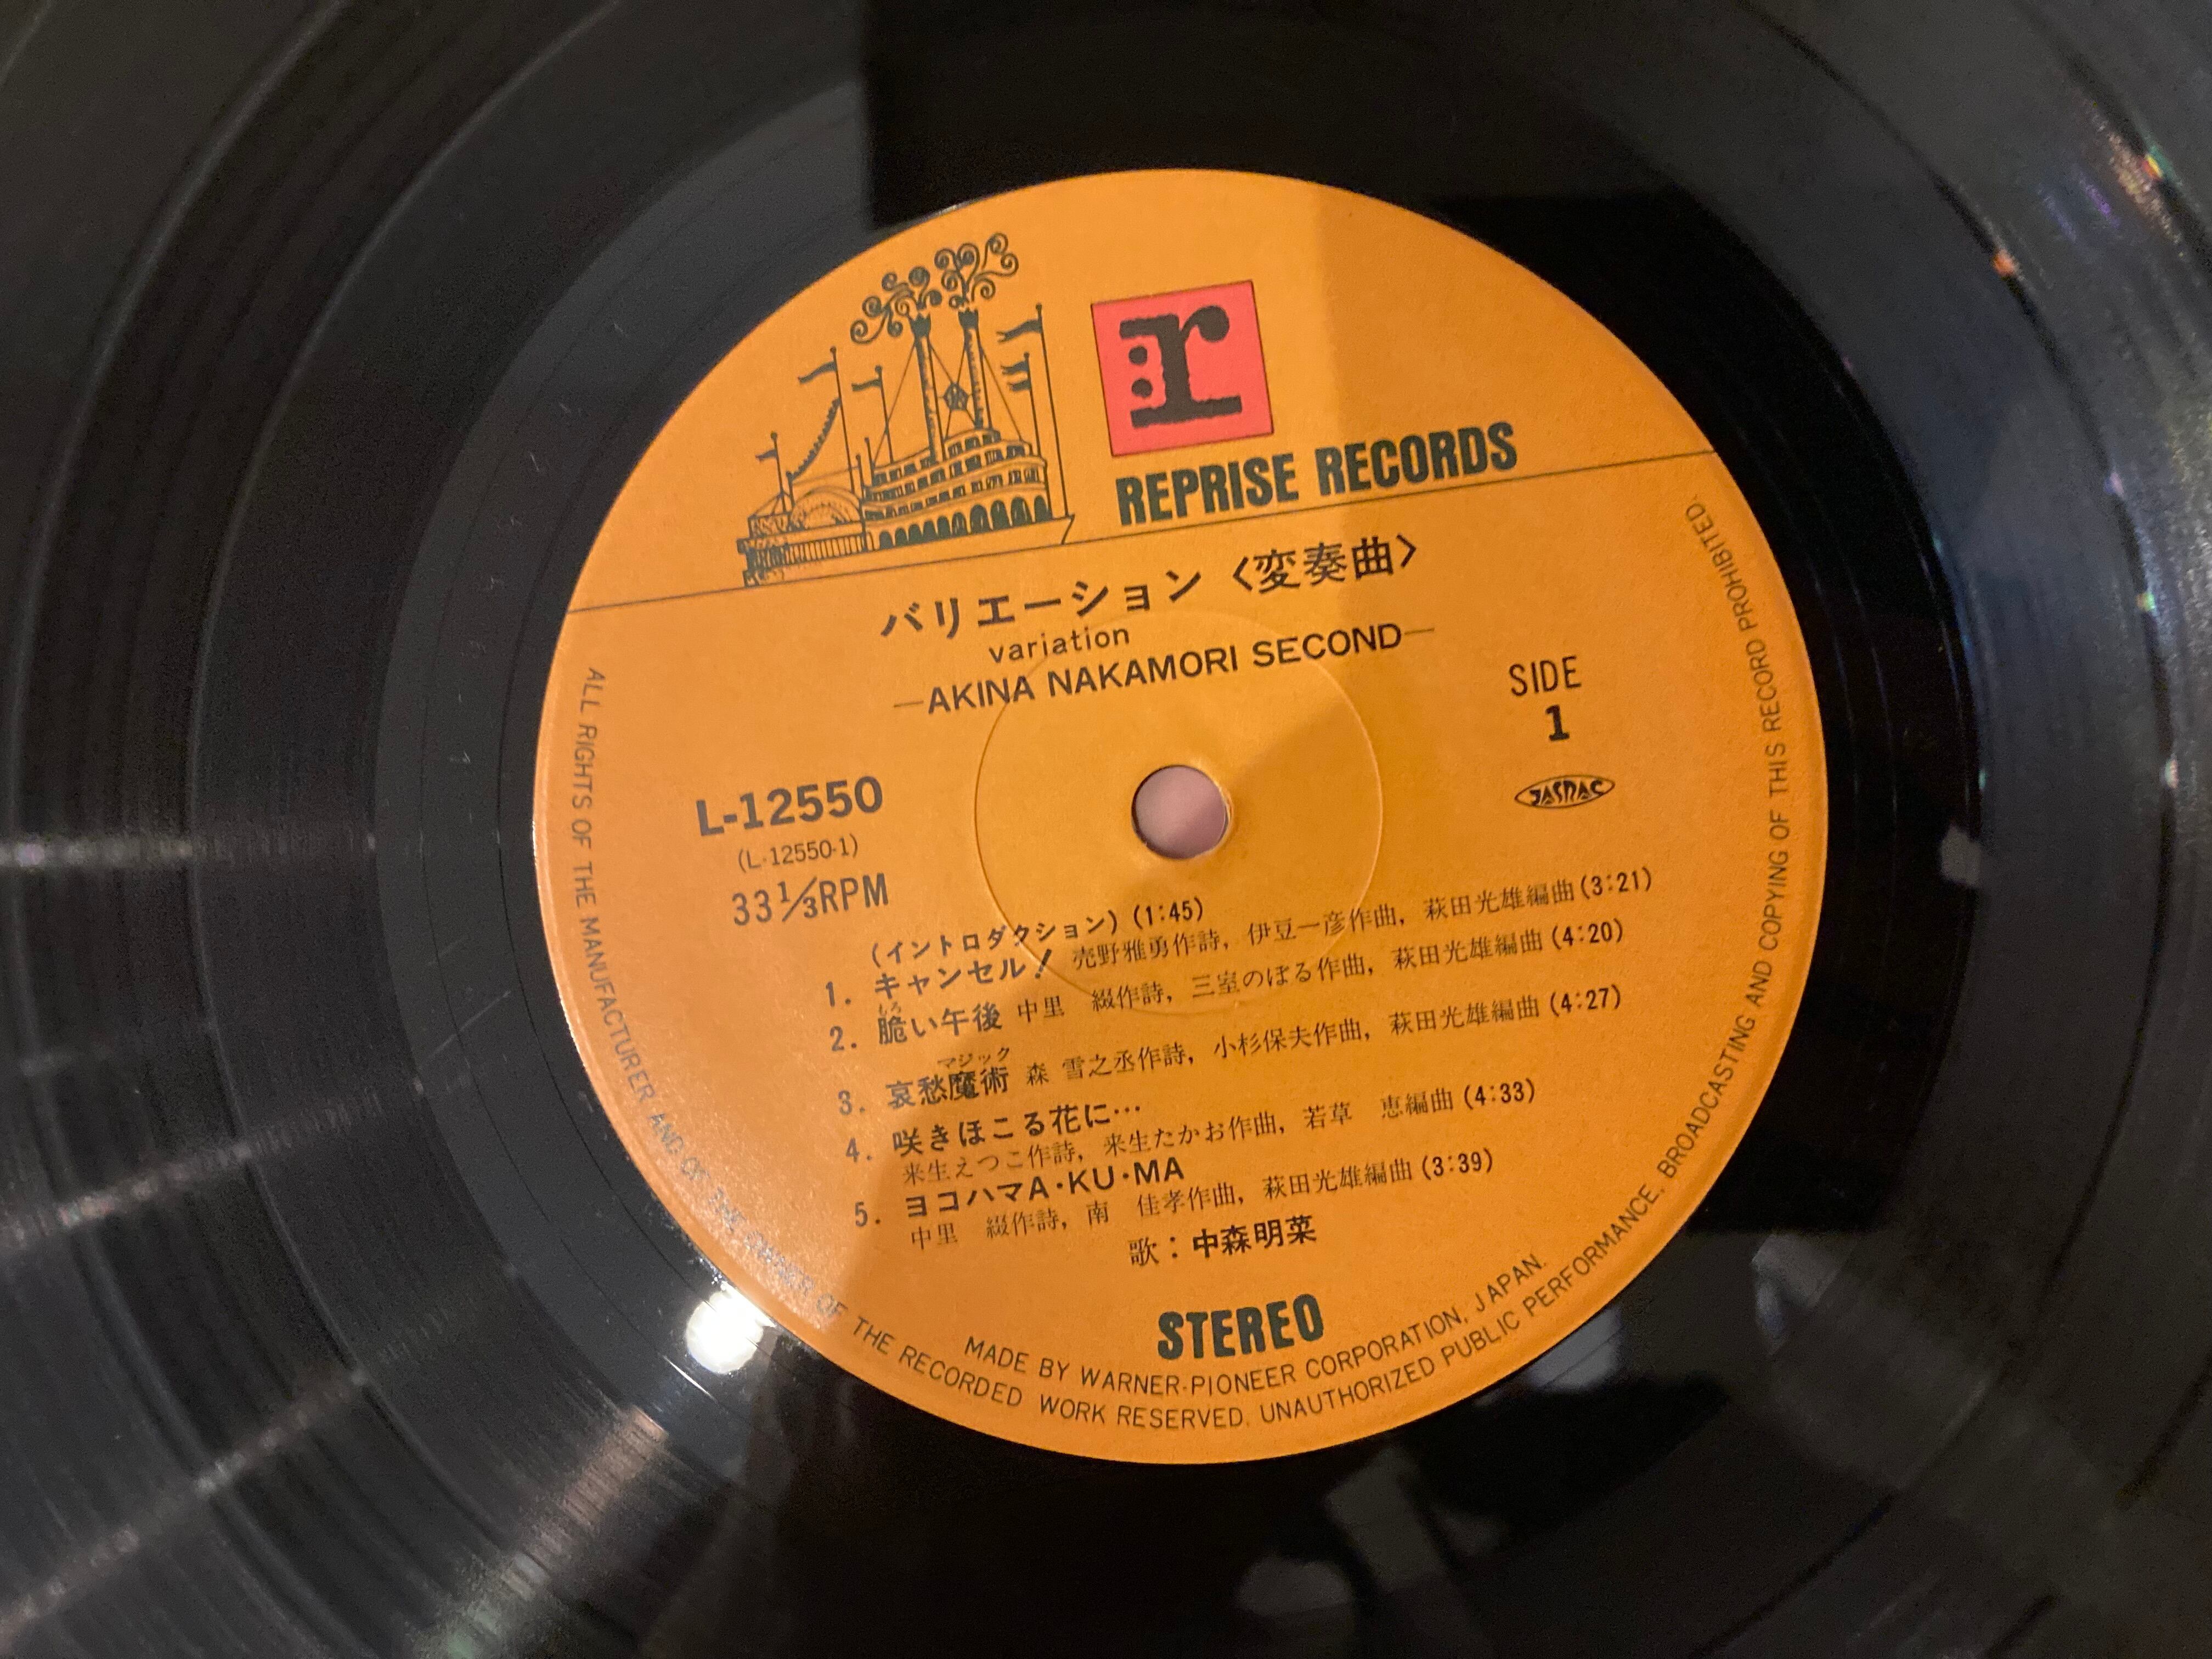 r:
REPRISE RECORDS
バリエーション〈変奏曲〉
variation
—AKINA NAKAMORI SECOND—
SIDE
1
JASRAC
L-12550
(L-12550-1)
33⅓RPM
(イントロダクション)(1:45)
1. キャンセル! 売野雅勇作詩, 伊豆一彦作曲, 萩田光雄編曲(3:21)
しろ
2. 脆い午後 中里 綴作詩, 三室のぼる作曲, 萩田光雄編曲(4:20)
マジック
3. 哀愁魔術 森 雪之丞作詩, 小杉保夫作曲, 萩田光雄編曲(4:27)
4. 咲きほこる花に…
来生えつこ作詩, 来生たかお作曲, 若草 恵編曲(4:33)
5. ヨコハマA・KU・MA
中里 綴作詩, 南 佳孝作曲, 萩田光雄編曲(3:39)
歌:中森明菜
STEREO
MADE BY WARNER-PIONEER CORPORATION, JAPAN.
ALL RIGHTS OF THE MANUFACTURER AND OF THE OWNER OF THE RECORDED WORK RESERVED. UNAUTHORIZED PUBLIC PERFORMANCE, BROADCASTING AND COPYING OF THIS RECORD PROHIBITED.